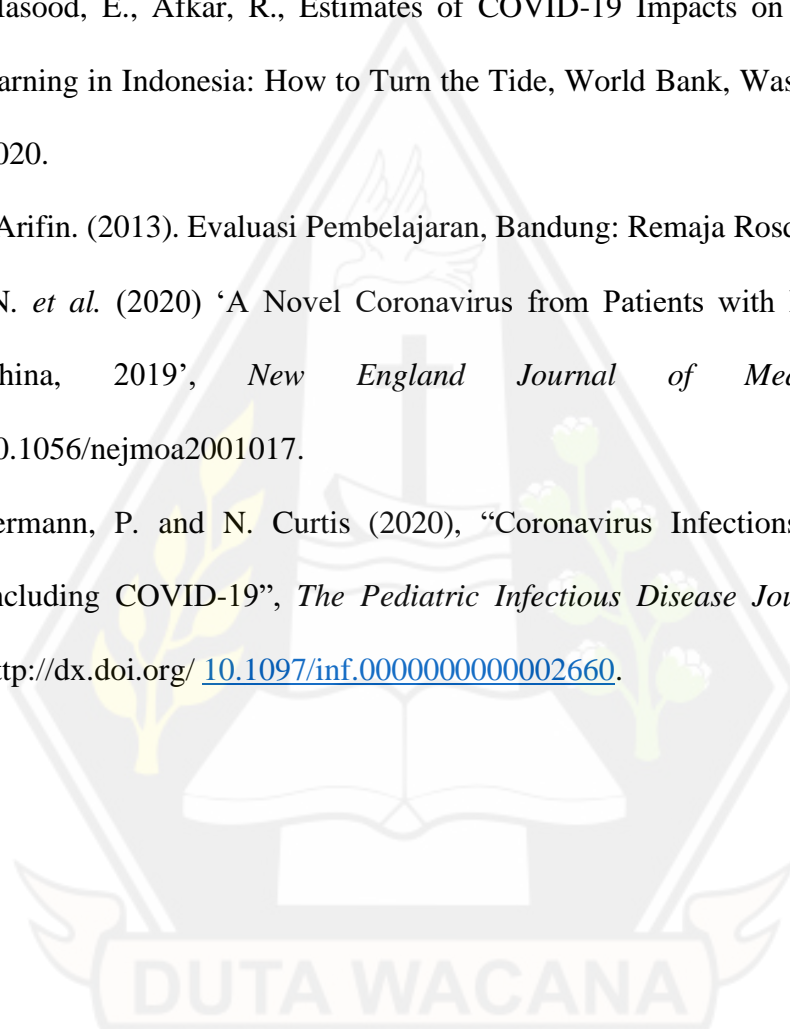 Masood, E., Afkar, R., Estimates of COVID-19 Impacts on
arning in Indonesia: How to Turn the Tide, World Bank, Was
020.
Arifin. (2013). Evaluasi Pembelajaran, Bandung: Remaja Rosd
N. et al. (2020) ‘A Novel Coronavirus from Patients with
hina, 2019’, New England Journal of Med
0.1056/nejmoa2001017.
ermann, P. and N. Curtis (2020), “Coronavirus Infections
ncluding COVID-19”, The Pediatric Infectious Disease Jou
ttp://dx.doi.org/ 10.1097/inf.0000000000002660.
DUTA WACANA